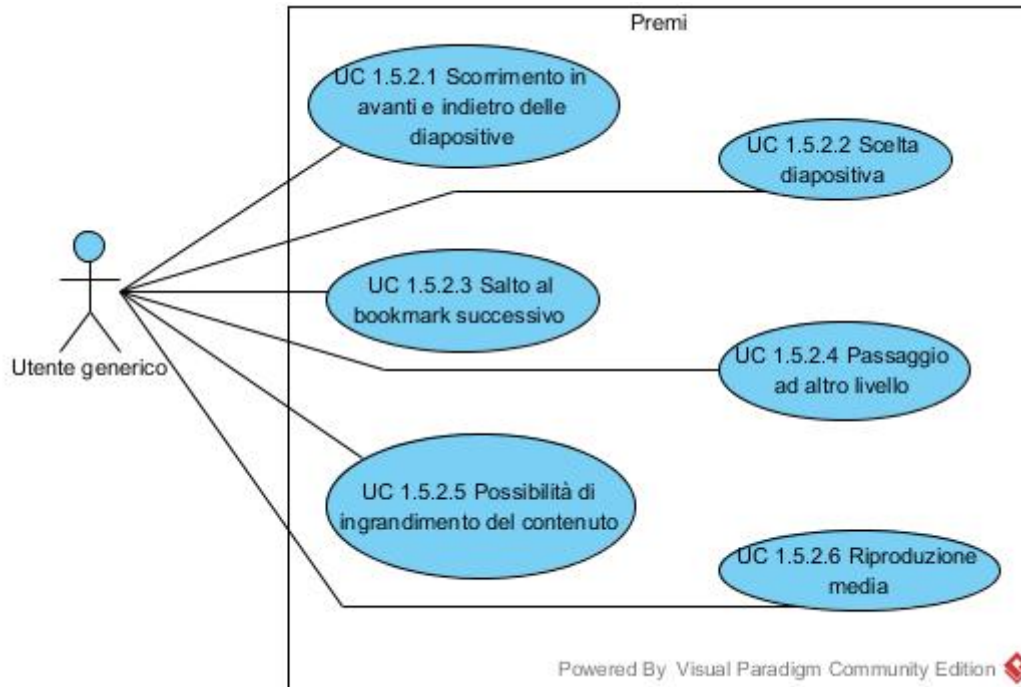 Premi
UC 1.5.2.1 Scorrimento in
avanti e indietro delle
diapositive
UC 1.5.2.2 Scelta
diapositiva
UC 1.5.2.3 Salto al
bookmark successivo
Utente generico
UC 1.5.2.4 Passaggio
ad altro livello
UC 1.5.2.5 Possibilità di
ingrandimento del contenuto
UC 1.5.2.6 Riproduzione
media
Powered By Visual Paradigm Community Edition